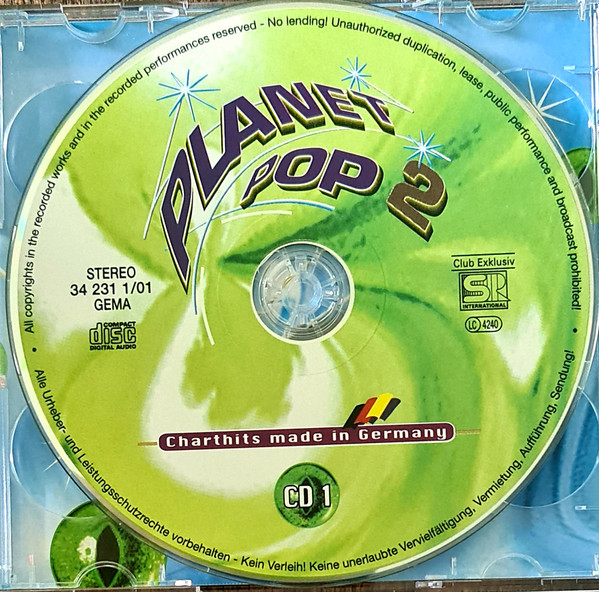 All copyrights in the recorded works and in the recorded performances reserved - No lending! Unauthorized duplication, lease, public performance and broadcast prohibited!
PLANET
POP 2
STEREO
34 231 1/01
GEMA
COMPACT
disc
DIGITAL AUDIO
Club Exklusiv
SR
INTERNATIONAL
LC 4240
Charthits made in Germany
CD 1
Alle Urheber- und Leistungsschutzrechte vorbehalten - Kein Verleih! Keine unerlaubte Vervielfältigung, Vermietung, Aufführung, Sendung!